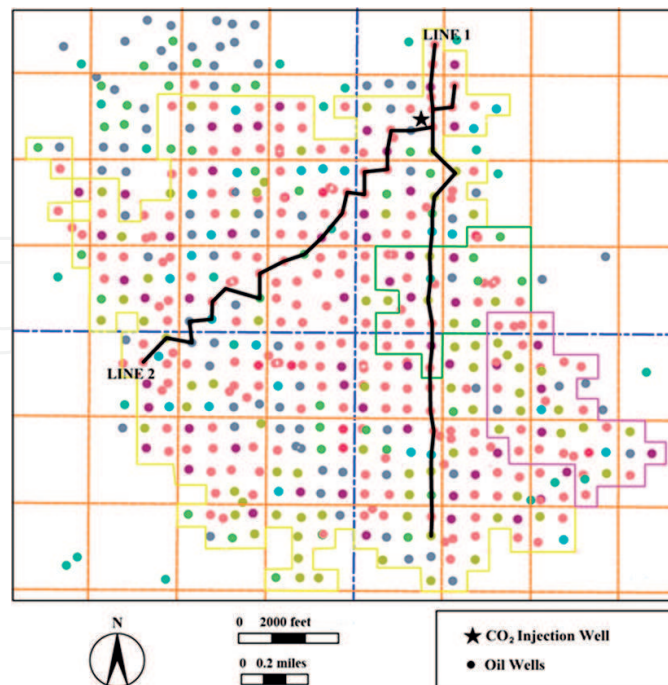 LINE 1
LINE 2
N
0 2000 feet
0 0.2 miles
CO₂ Injection Well
Oil Wells